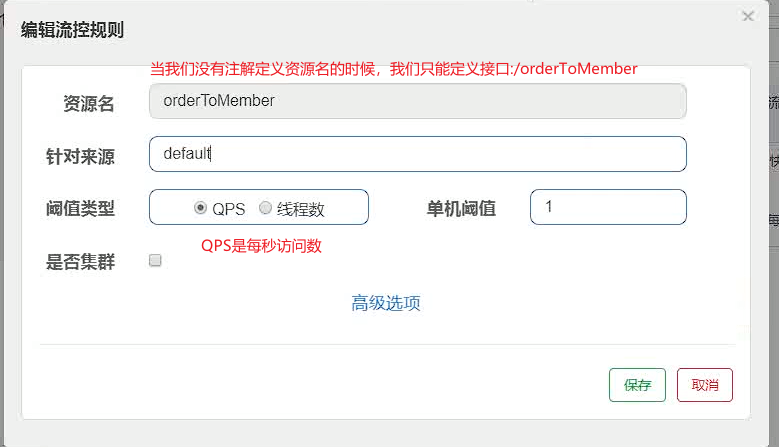 编辑流控规则
×
当我们没有注解定义资源名的时候，我们只能定义接口:/orderToMember
资源名 orderToMember
针对来源 default
阈值类型 QPS 线程数 单机阈值 1
QPS是每秒访问数
是否集群
高级选项
保存 取消
流
快
每